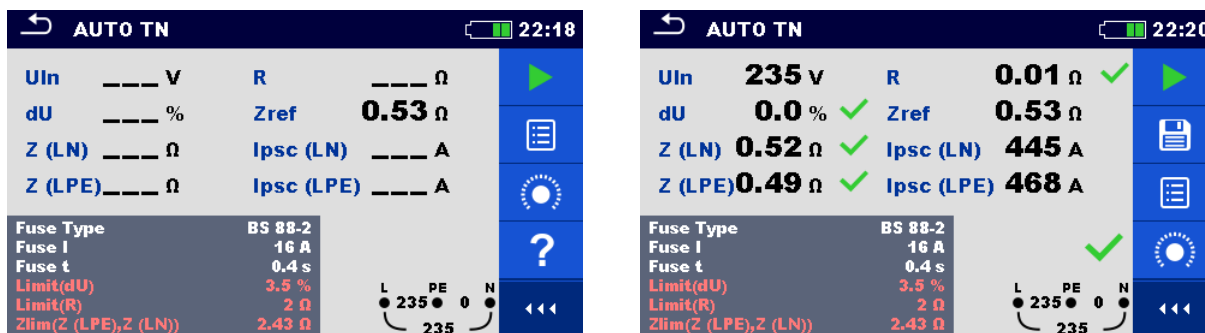 AUTO TN 22:18
Uln ___ V R ___ Ω
dU ___ % Zref 0.53 Ω
Z (LN) ___ Ω Ipsc (LN) ___ A
Z (LPE)___ Ω Ipsc (LPE) ___ A
Fuse Type BS 88-2
Fuse I 16 A
Fuse t 0.4 s
Limit(dU) 3.5 %
Limit(R) 2 Ω
Zlim(Z (LPE),Z (LN)) 2.43 Ω
L PE N
235 0
235
?
AUTO TN 22:20
Uln 235 V R 0.01 Ω
dU 0.0 % Zref 0.53 Ω
Z (LN) 0.52 Ω Ipsc (LN) 445 A
Z (LPE)0.49 Ω Ipsc (LPE) 468 A
Fuse Type BS 88-2
Fuse I 16 A
Fuse t 0.4 s
Limit(dU) 3.5 %
Limit(R) 2 Ω
Zlim(Z (LPE),Z (LN)) 2.43 Ω
L PE N
235 0
235